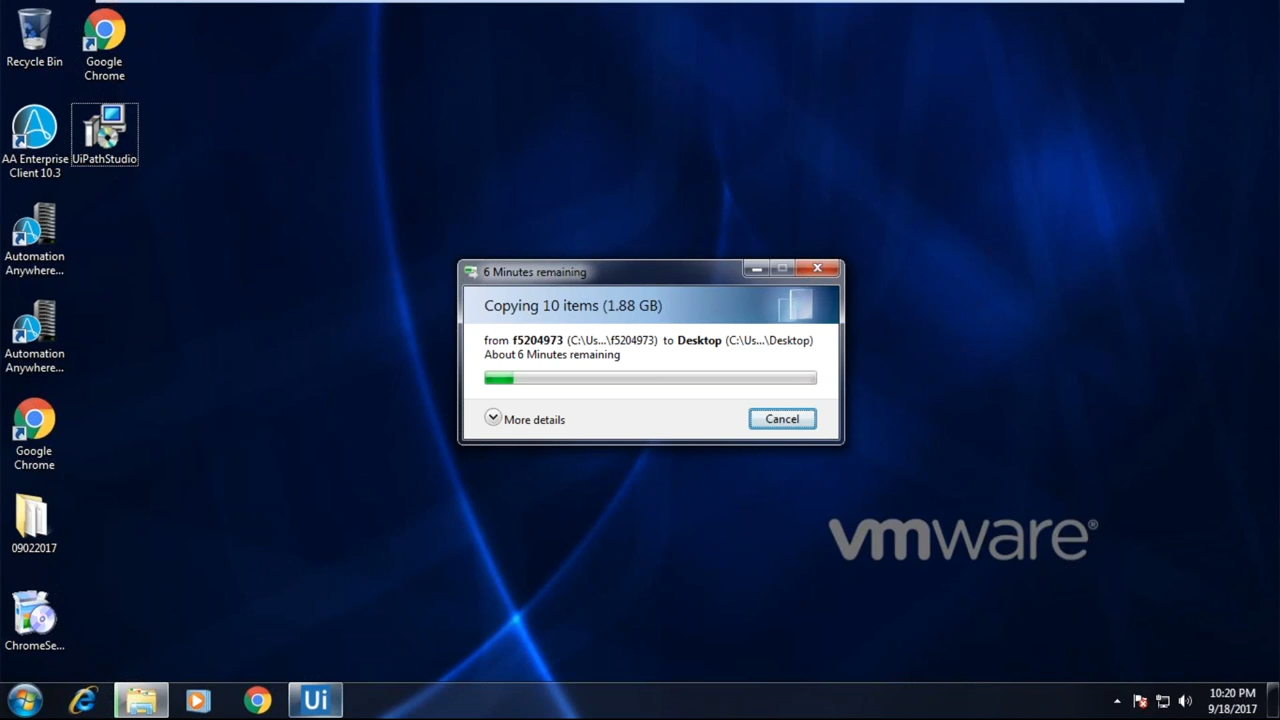 Recycle Bin
Google
Chrome
AA Enterprise
Client 10.3
UiPathStudio
Automation
Anywhere...
Automation
Anywhere...
Google
Chrome
09022017
ChromeSe...
6 Minutes remaining
Copying 10 items (1.88 GB)
from f5204973 (C:\Us...\f5204973) to Desktop (C:\Us...\Desktop)
About 6 Minutes remaining
More details
Cancel
vmware®
Ui
10:20 PM
9/18/2017